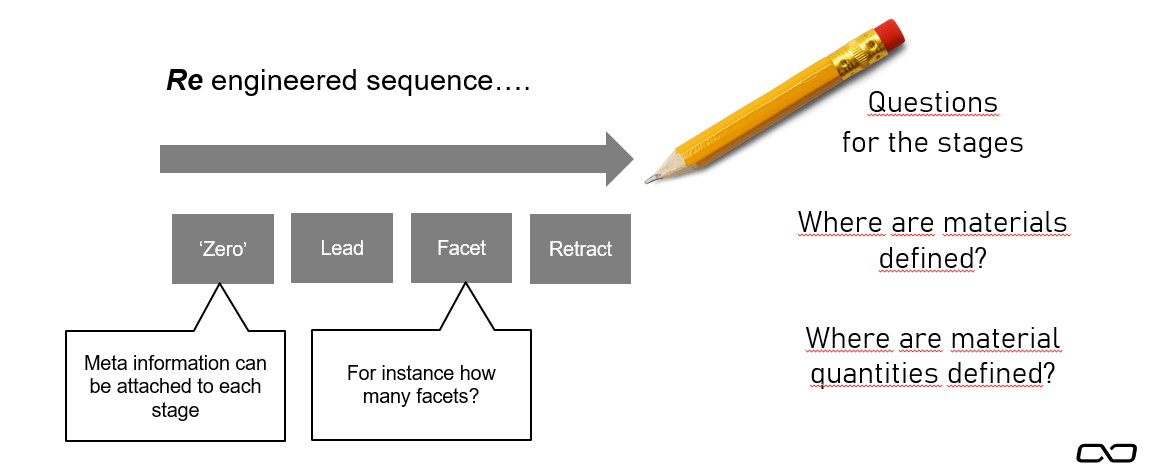 Re engineered sequence….
Questions
for the stages
‘Zero’
Lead
Facet
Retract
Where are materials
defined?
Meta information can
be attached to each
stage
For instance how
many facets?
Where are material
quantities defined?